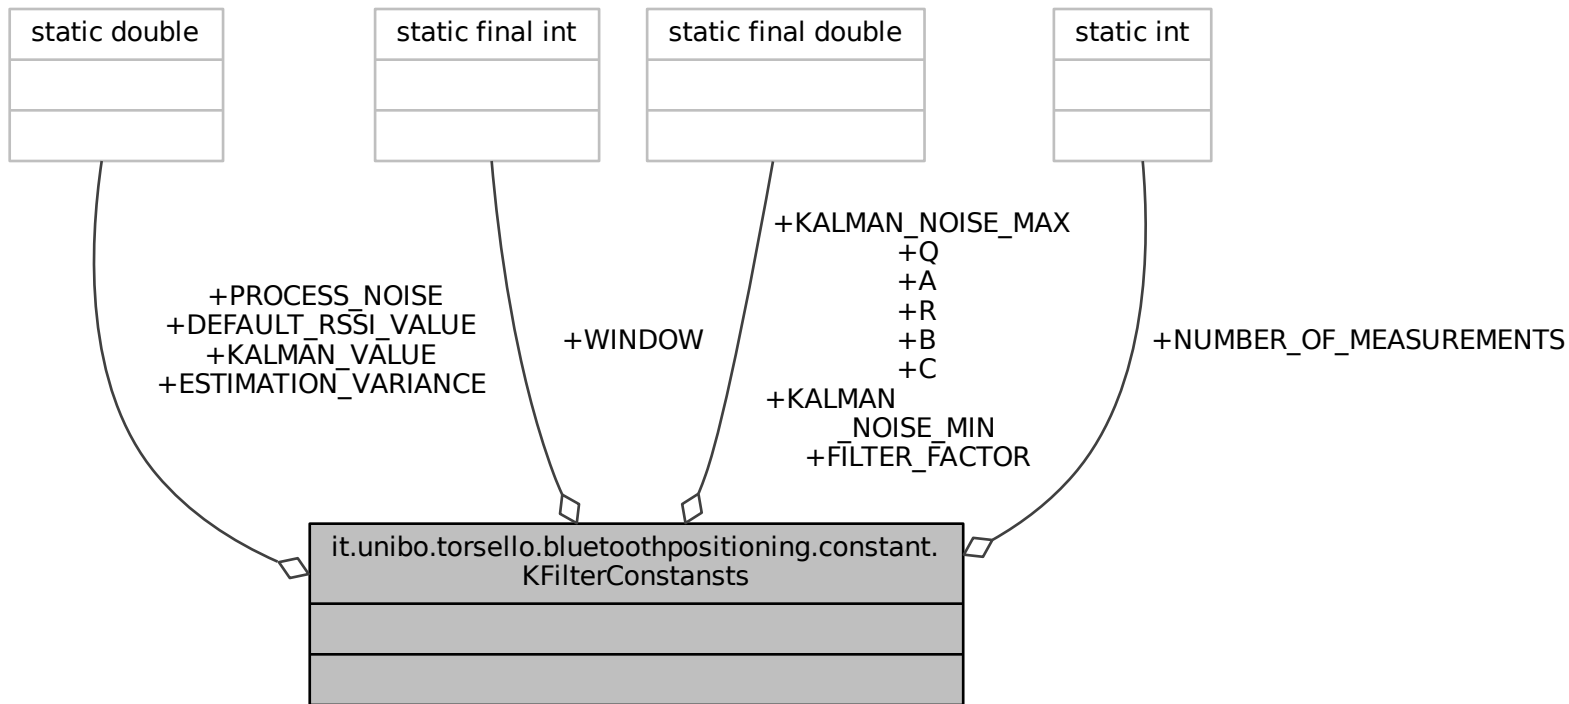 static double
static final int
static final double
static int
+PROCESS_NOISE
+DEFAULT_RSSI_VALUE
+KALMAN_VALUE
+ESTIMATION_VARIANCE
+WINDOW
+KALMAN_NOISE_MAX
+Q
+A
+R
+B
+C
+KALMAN
_NOISE_MIN
+FILTER_FACTOR
+NUMBER_OF_MEASUREMENTS
it.unibo.torsello.bluetoothpositioning.constant.
KFilterConstansts